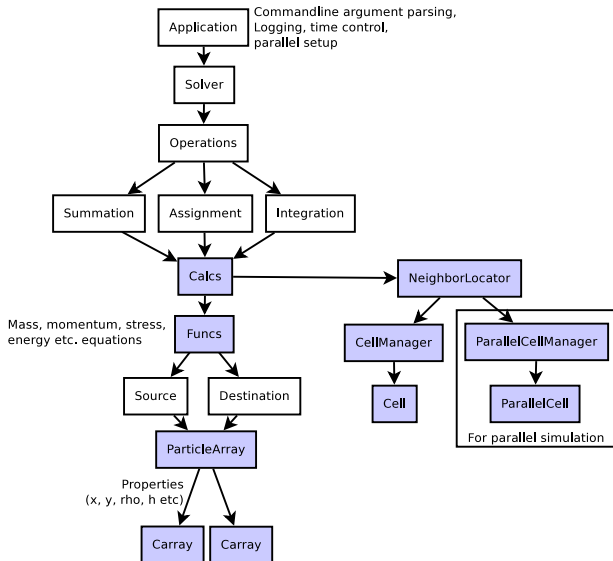 Application
Commandline argument parsing,
Logging, time control,
parallel setup
Solver
Operations
Summation
Assignment
Integration
Calcs
NeighborLocator
Mass, momentum, stress,
energy etc. equations
Funcs
CellManager
ParallelCellManager
Source
Destination
Cell
ParallelCell
For parallel simulation
ParticleArray
Properties
(x, y, rho, h etc)
Carray
Carray